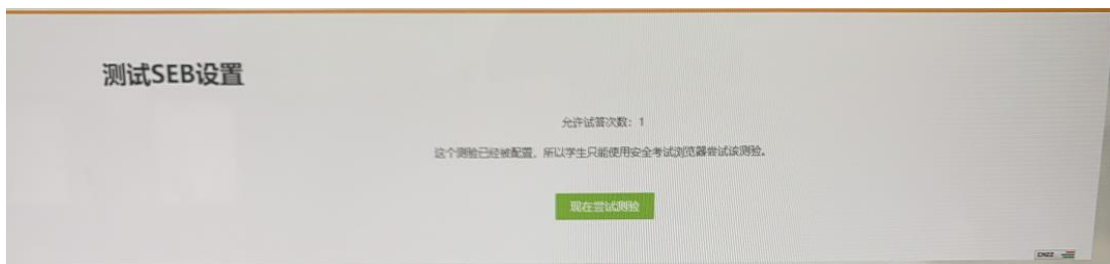 测试SEB设置
允许试答次数：1
这个测验已经被配置，所以学生只能使用安全考试浏览器尝试该测验。
现在尝试测验
CN22